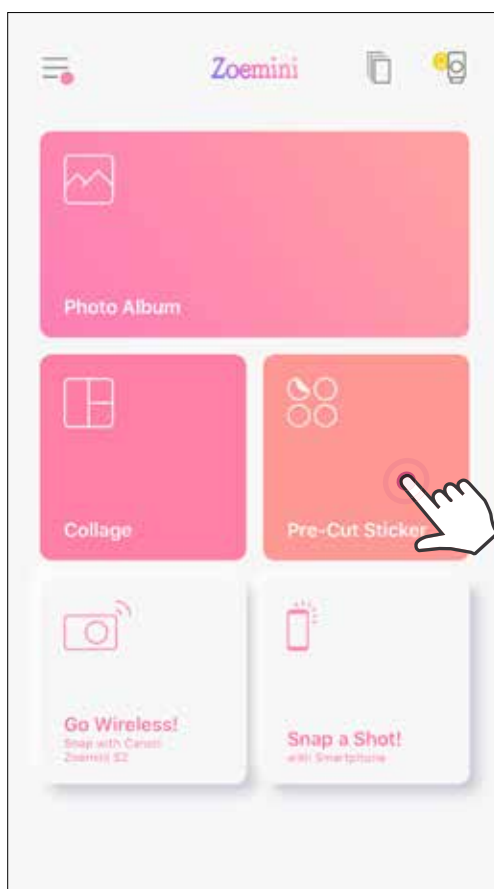 Zoemini
Photo Album
Collage
Pre-Cut Sticker
Go Wireless!
Snap with Canon
Zoemini S2
Snap a Shot!
with Smartphone